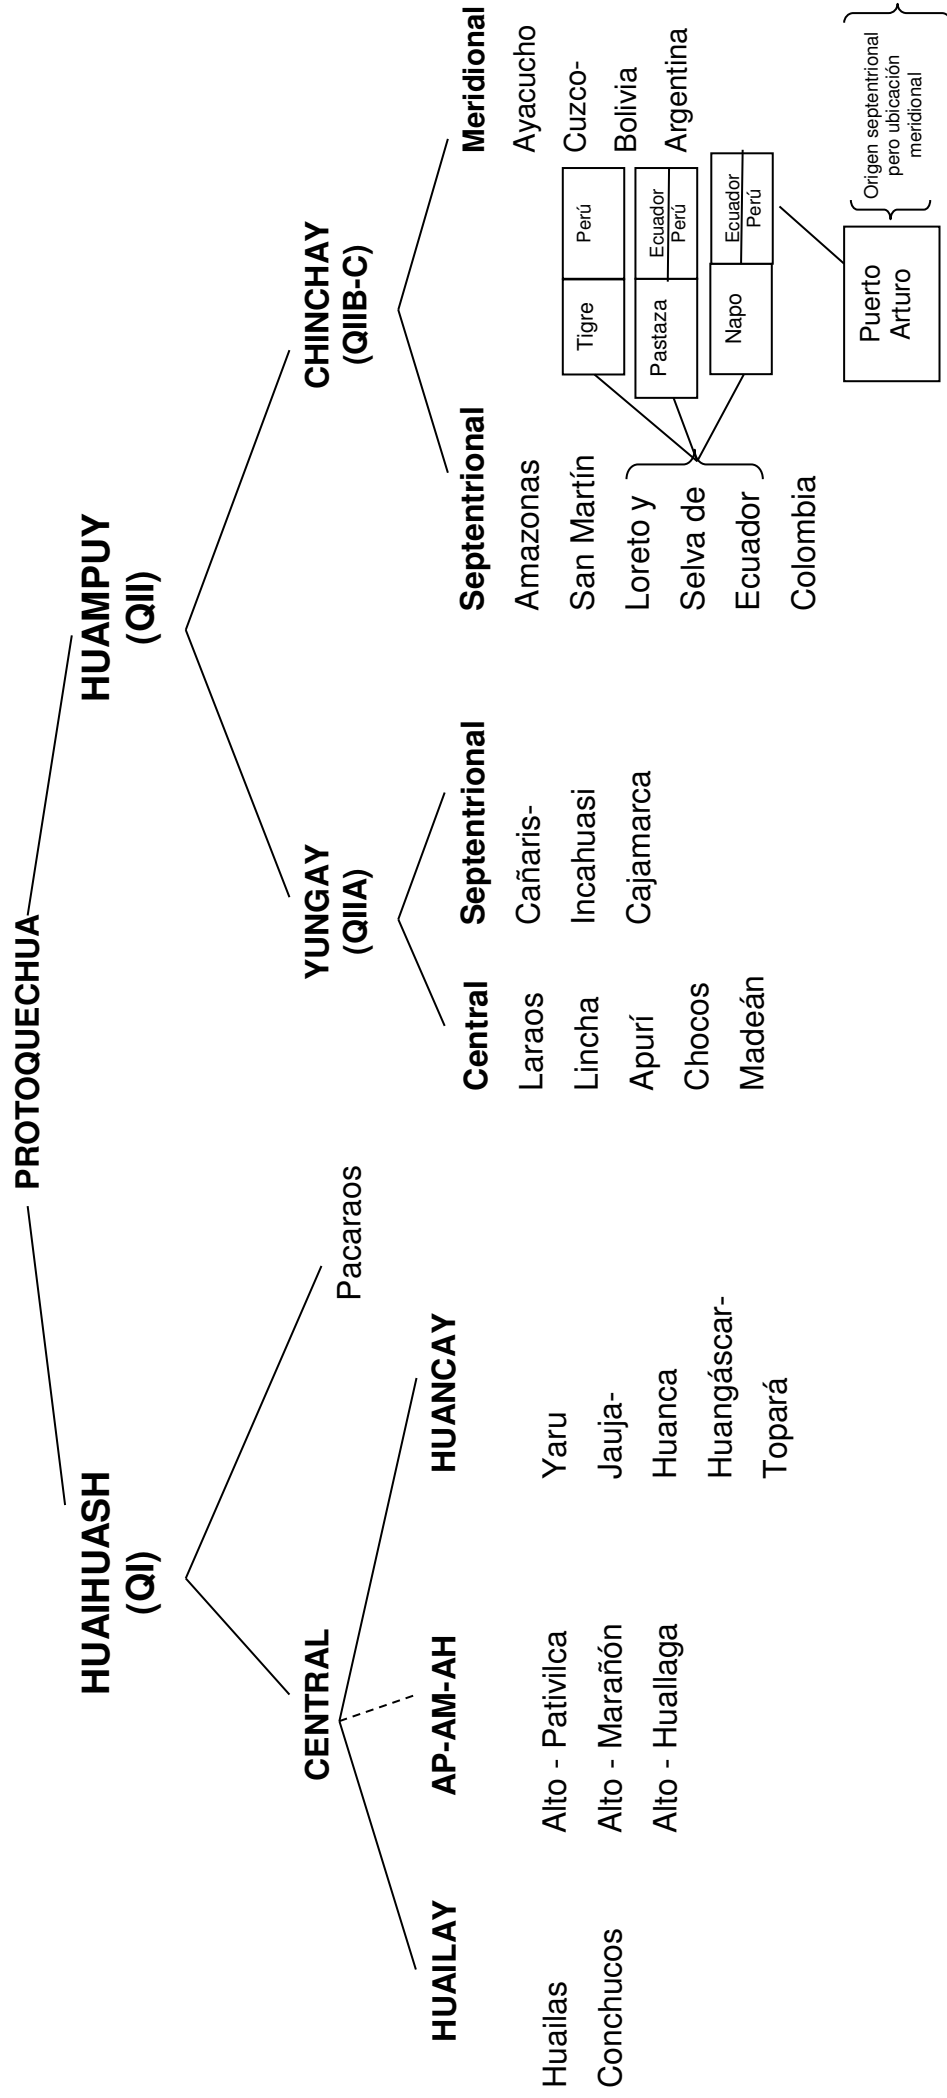 PROTOQUECHUA
HUAIHUASH
(QI)
HUAMPUY
(QII)
CENTRAL
Pacaraos
YUNGAY
(QIIA)
CHINCHAY
(QIIB-C)
HUAILAY
Huailas
Conchucos
AP-AM-AH
Alto - Pativilca
Alto - Marañón
Alto - Huallaga
HUANCAY
Yaru
Jauja-
Huanca
Huangáscar-
Topará
Central
Laraos
Lincha
Apurí
Chocos
Madeán
Septentrional
Cañaris-
Incahuasi
Cajamarca
Septentrional
Amazonas
San Martín
Loreto y
Selva de
Ecuador
Colombia
Meridional
Ayacucho
Cuzco-
Bolivia
Argentina
Tigre
Perú
Pastaza
Ecuador
Perú
Napo
Ecuador
Perú
Puerto
Arturo
Origen septentrional
pero ubicación
meridional